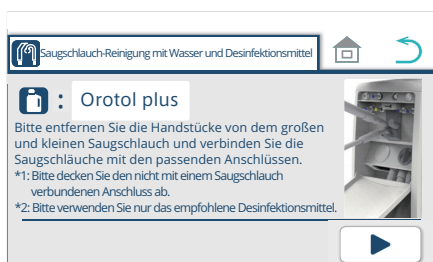 Saugschlauch-Reinigung mit Wasser und Desinfektionsmittel
: Orotol plus
Bitte entfernen Sie die Handstücke von dem großen
und kleinen Saugschlauch und verbinden Sie die
Saugschläuche mit den passenden Anschlüssen.
*1: Bitte decken Sie den nicht mit einem Saugschlauch
verbundenen Anschluss ab.
*2: Bitte verwenden Sie nur das empfohlene Desinfektionsmittel.